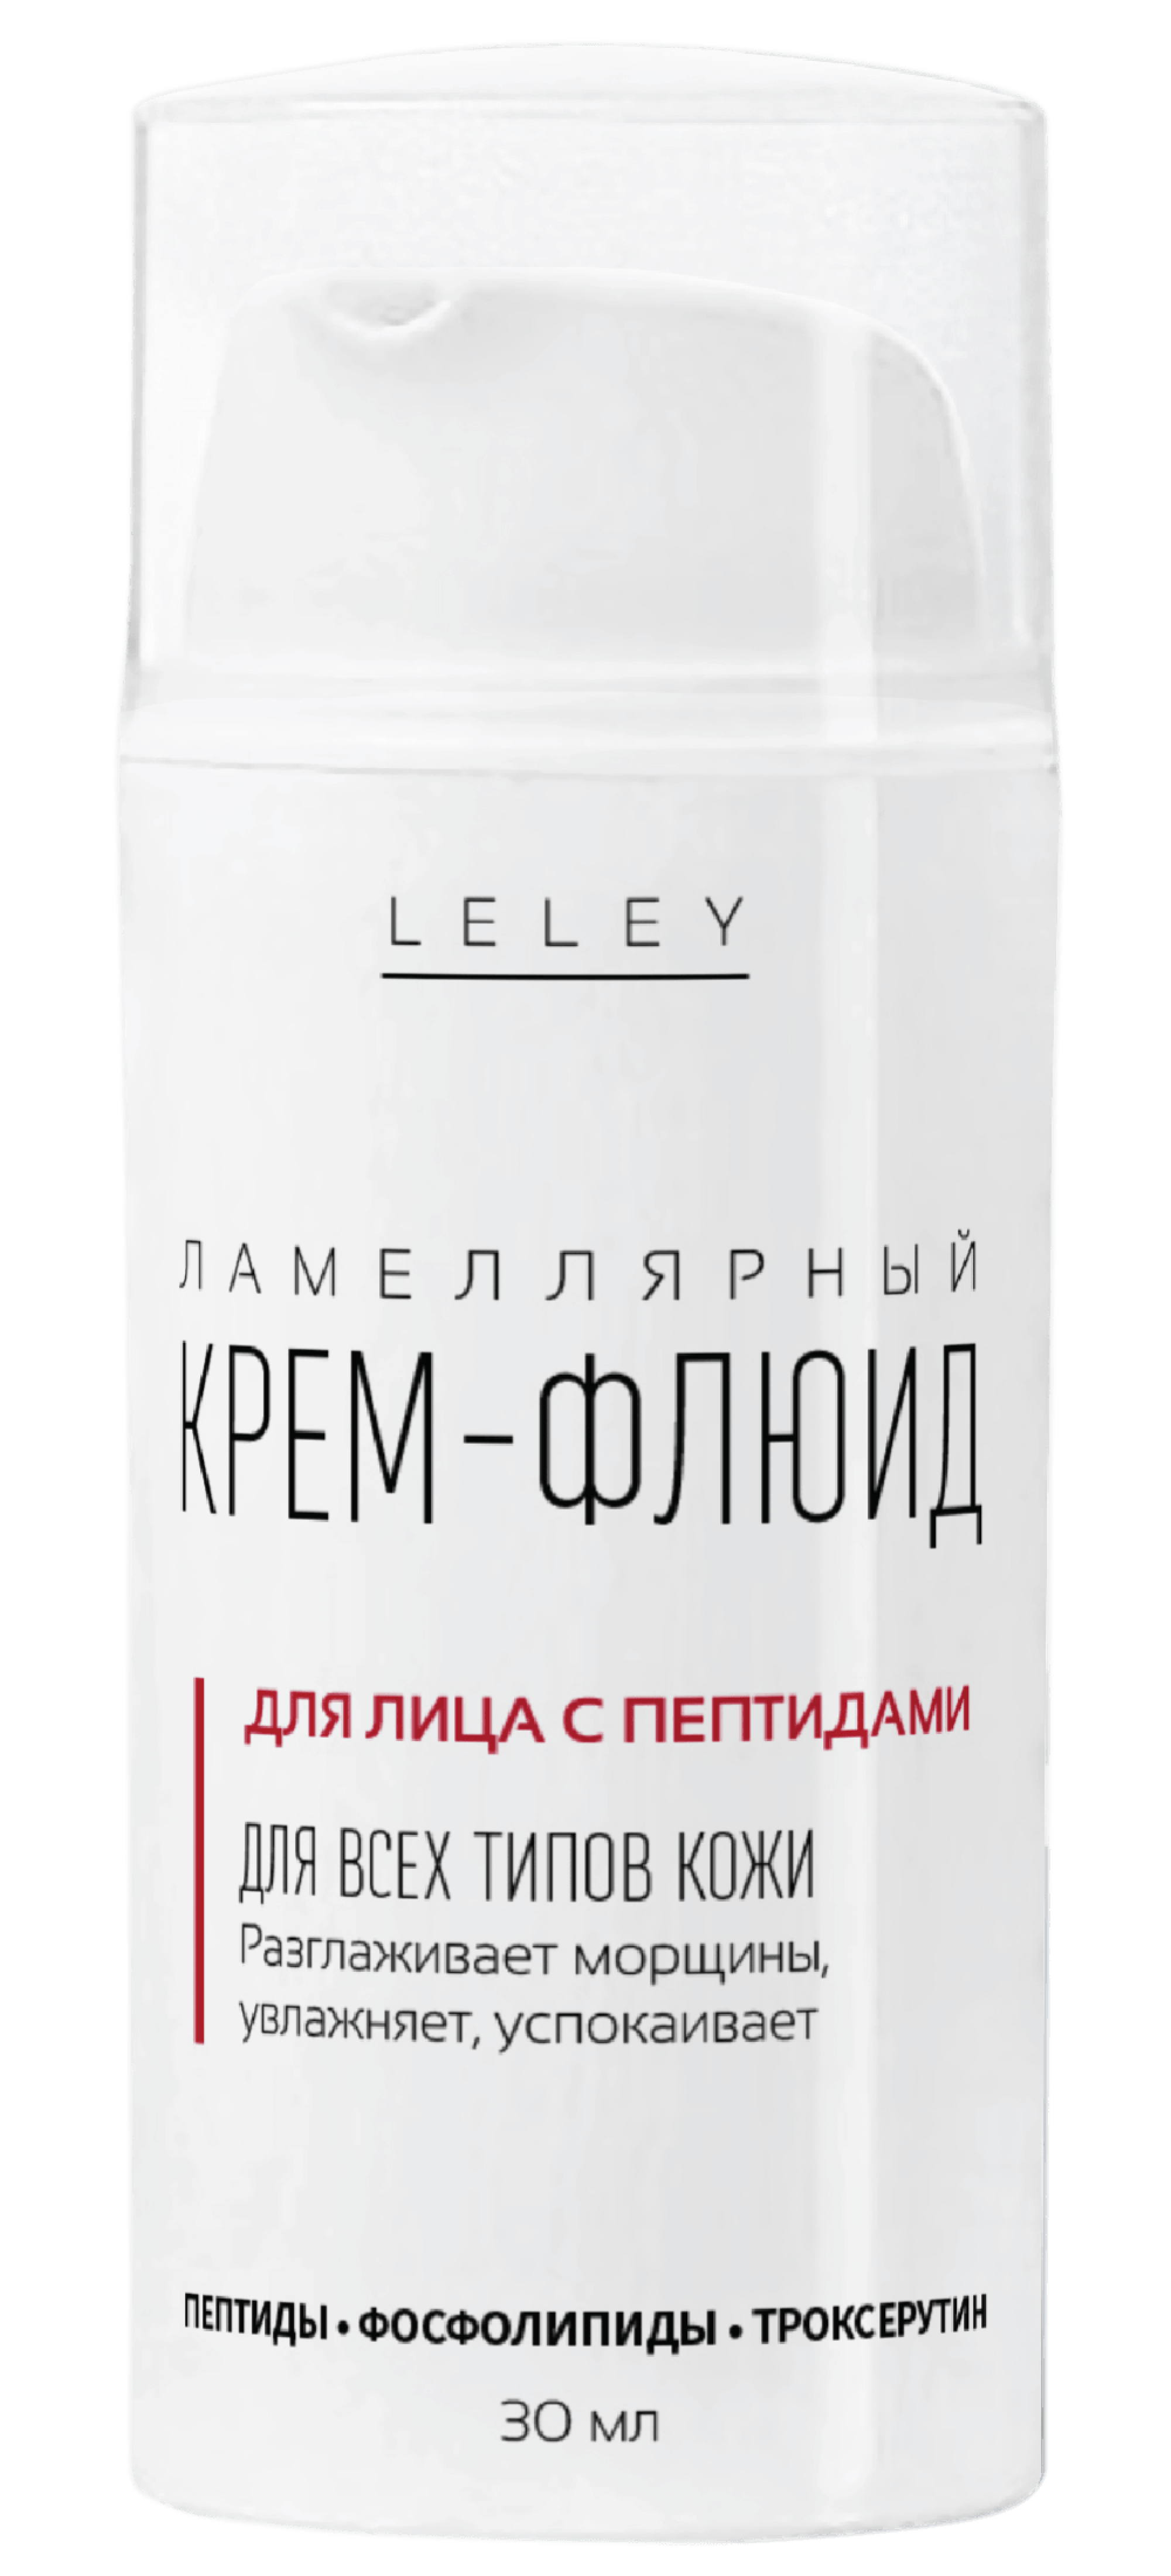 LELEY
ЛАМЕЛЛЯРНЫЙ
КРЕМ-ФЛЮИД
ДЛЯ ЛИЦА С ПЕПТИДАМИ
ДЛЯ ВСЕХ ТИПОВ КОЖИ
Разглаживает морщины,
увлажняет, успокаивает
ПЕПТИДЫ • ФОСФОЛИПИДЫ • ТРОКСЕРУТИН
30 мл